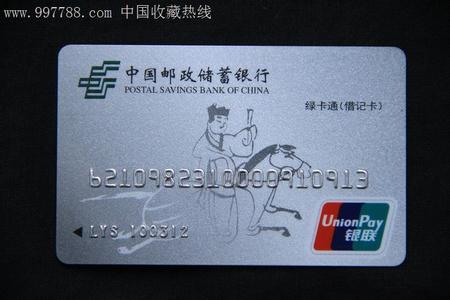 www.997788.com 中国收藏热线
中国邮政储蓄银行
POSTAL SAVINGS BANK OF CHINA
绿卡通(借记卡)
6210982310000910913
LYS 100312
UnionPay
银联